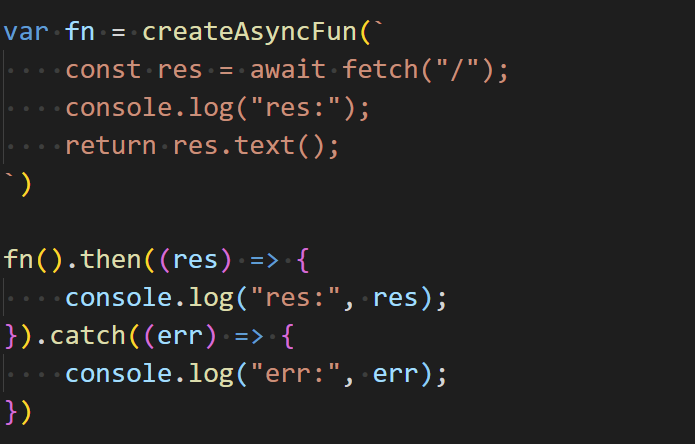 var fn = createAsyncFun(`
    const res = await fetch("/");
    console.log("res:");
    return res.text();
`)

fn().then((res) => {
    console.log("res:", res);
}).catch((err) => {
    console.log("err:", err);
})